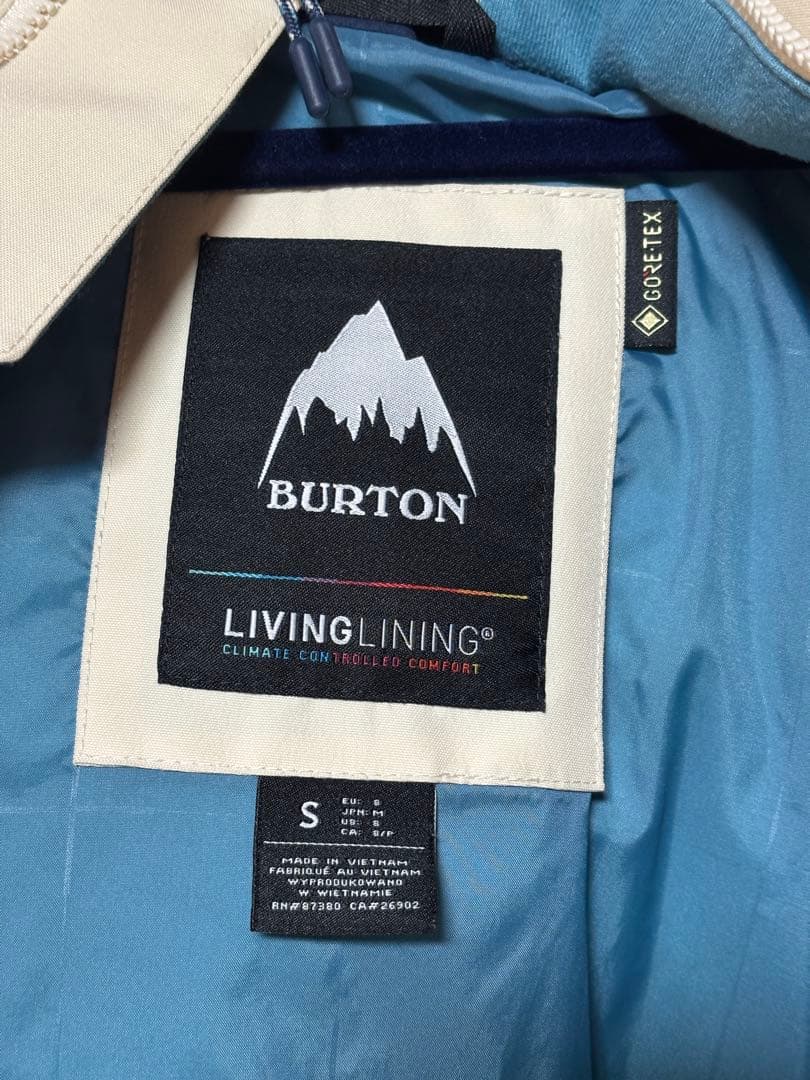 GORE-TEX
BURTON
LIVINGLINING®
CLIMATE CONTROLLED COMFORT
S
EU: S
JPN: M
US: S
CA: S/P
MADE IN VIETNAM
FABRIQUÉ AU VIETNAM
WYPRODUKOWANO
W WIETNAMIE
RN#87380 CA#26902